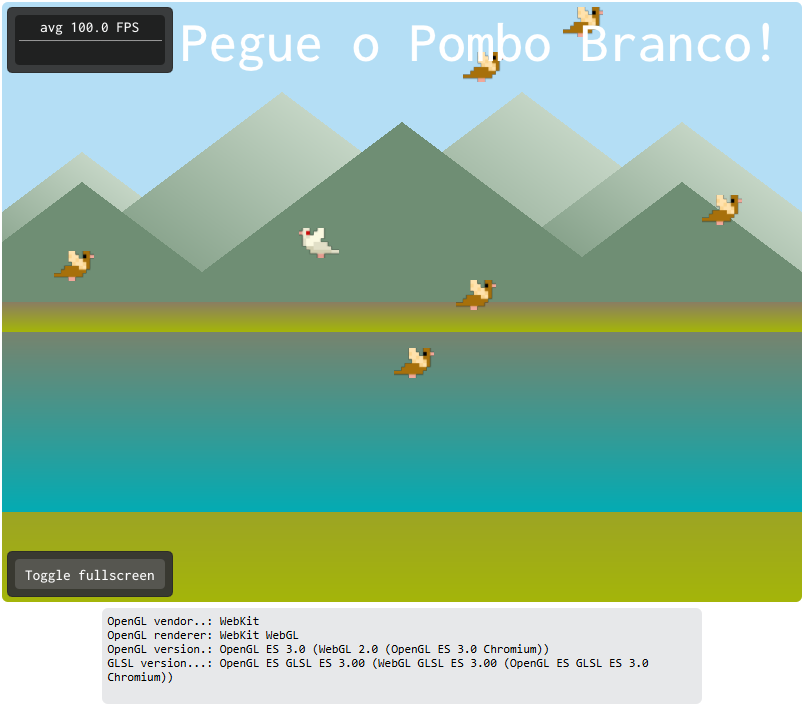 avg 100.0 FPS
Pegue o Pombo Branco!
Toggle fullscreen
OpenGL vendor..: WebKit
OpenGL renderer: WebKit WebGL
OpenGL version.: OpenGL ES 3.0 (WebGL 2.0 (OpenGL ES 3.0 Chromium))
GLSL version...: OpenGL ES GLSL ES 3.00 (WebGL GLSL ES 3.00 (OpenGL ES GLSL ES 3.0
Chromium))